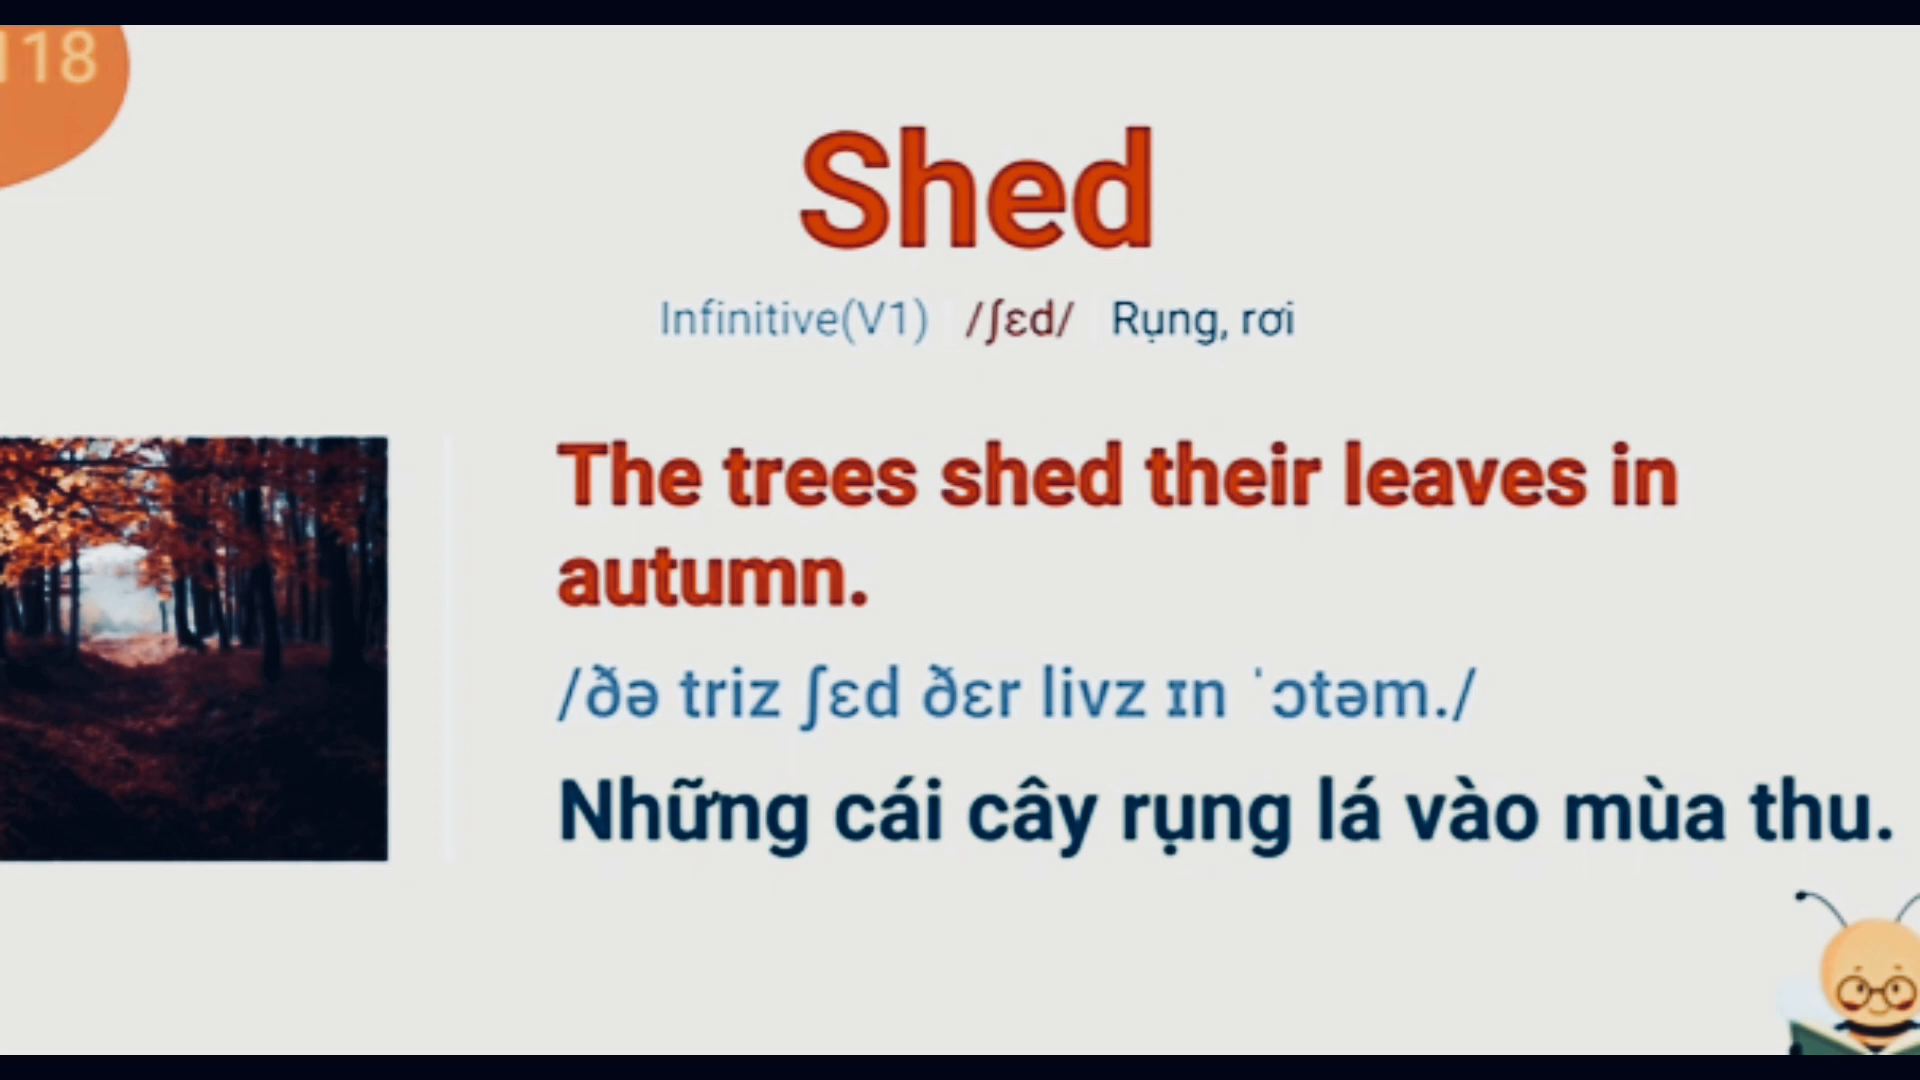 118
Shed
Infinitive(V1) /ʃɛd/ Rụng, rơi
The trees shed their leaves in
autumn.
/ðə triz ʃɛd ðɛr livz ɪn ˈɔtəm./
Những cái cây rụng lá vào mùa thu.